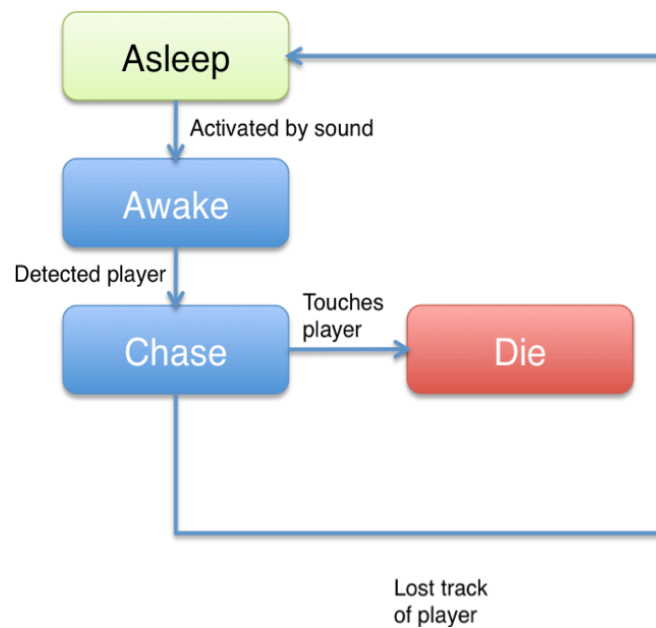 Asleep
Activated by sound
Awake
Detected player
Touches
player
Chase
Die
Lost track
of player